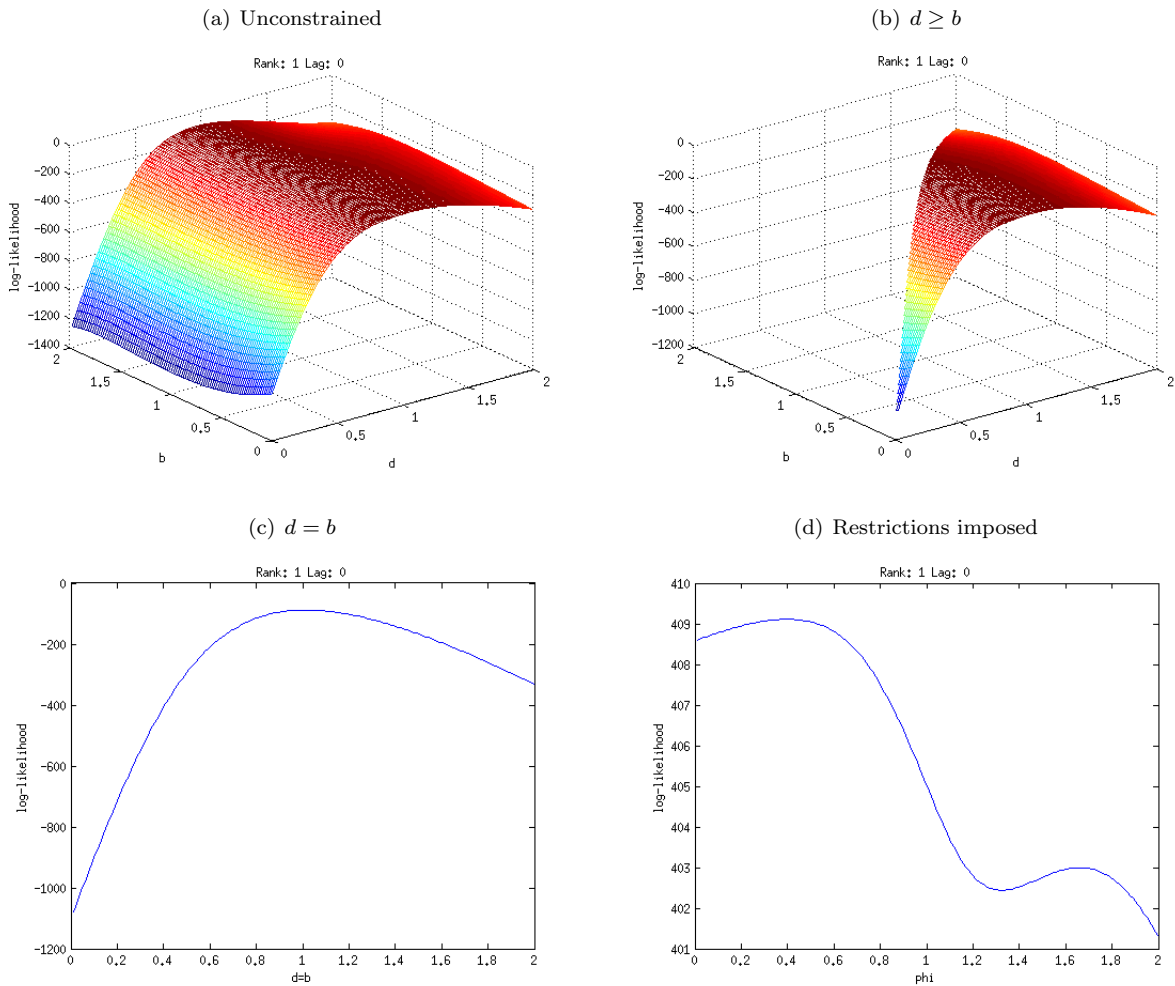 (a) Unconstrained
Rank: 1 Lag: 0
0
−200
−400
−600
−800
−1000
−1200
−1400
log-likelihood
2
1.5
1
0.5
0
b
0
0.5
1
1.5
2
d
(b) d ≥ b
Rank: 1 Lag: 0
0
−200
−400
−600
−800
−1000
−1200
log-likelihood
2
1.5
1
0.5
0
b
0
0.5
1
1.5
2
d
(c) d = b
Rank: 1 Lag: 0
0
−200
−400
−600
−800
−1000
−1200
log-likelihood
0 0.2 0.4 0.6 0.8 1 1.2 1.4 1.6 1.8 2
d=b
(d) Restrictions imposed
Rank: 1 Lag: 0
410
409
408
407
406
405
404
403
402
401
log-likelihood
0 0.2 0.4 0.6 0.8 1 1.2 1.4 1.6 1.8 2
phi